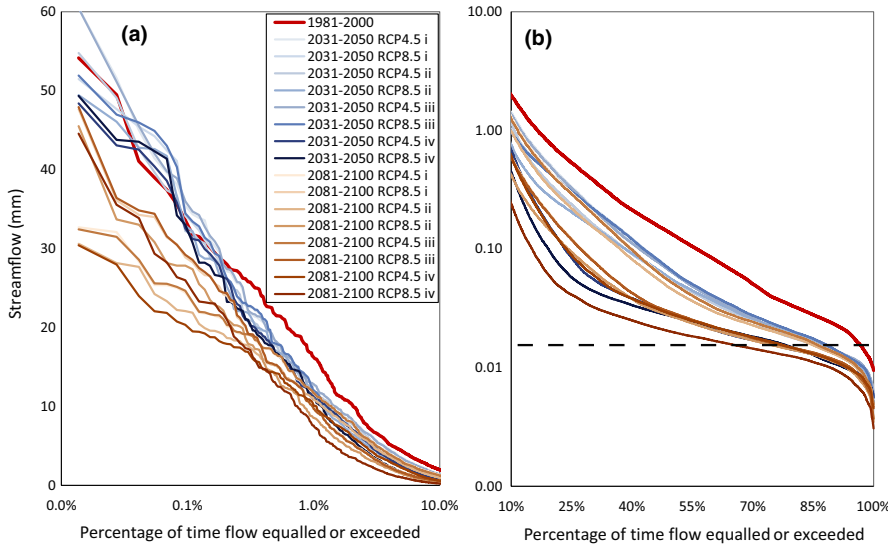 (a)
Streamflow (mm)
60
50
40
30
20
10
0
0.0%
0.1%
1.0%
10.0%
Percentage of time flow equalled or exceeded
1981-2000
2031-2050 RCP4.5 i
2031-2050 RCP8.5 i
2031-2050 RCP4.5 ii
2031-2050 RCP8.5 ii
2031-2050 RCP4.5 iii
2031-2050 RCP8.5 iii
2031-2050 RCP4.5 iv
2031-2050 RCP8.5 iv
2081-2100 RCP4.5 i
2081-2100 RCP8.5 i
2081-2100 RCP4.5 ii
2081-2100 RCP8.5 ii
2081-2100 RCP4.5 iii
2081-2100 RCP8.5 iii
2081-2100 RCP4.5 iv
2081-2100 RCP8.5 iv
(b)
10.00
1.00
0.10
0.01
0.00
10%
25%
40%
55%
70%
85%
100%
Percentage of time flow equalled or exceeded